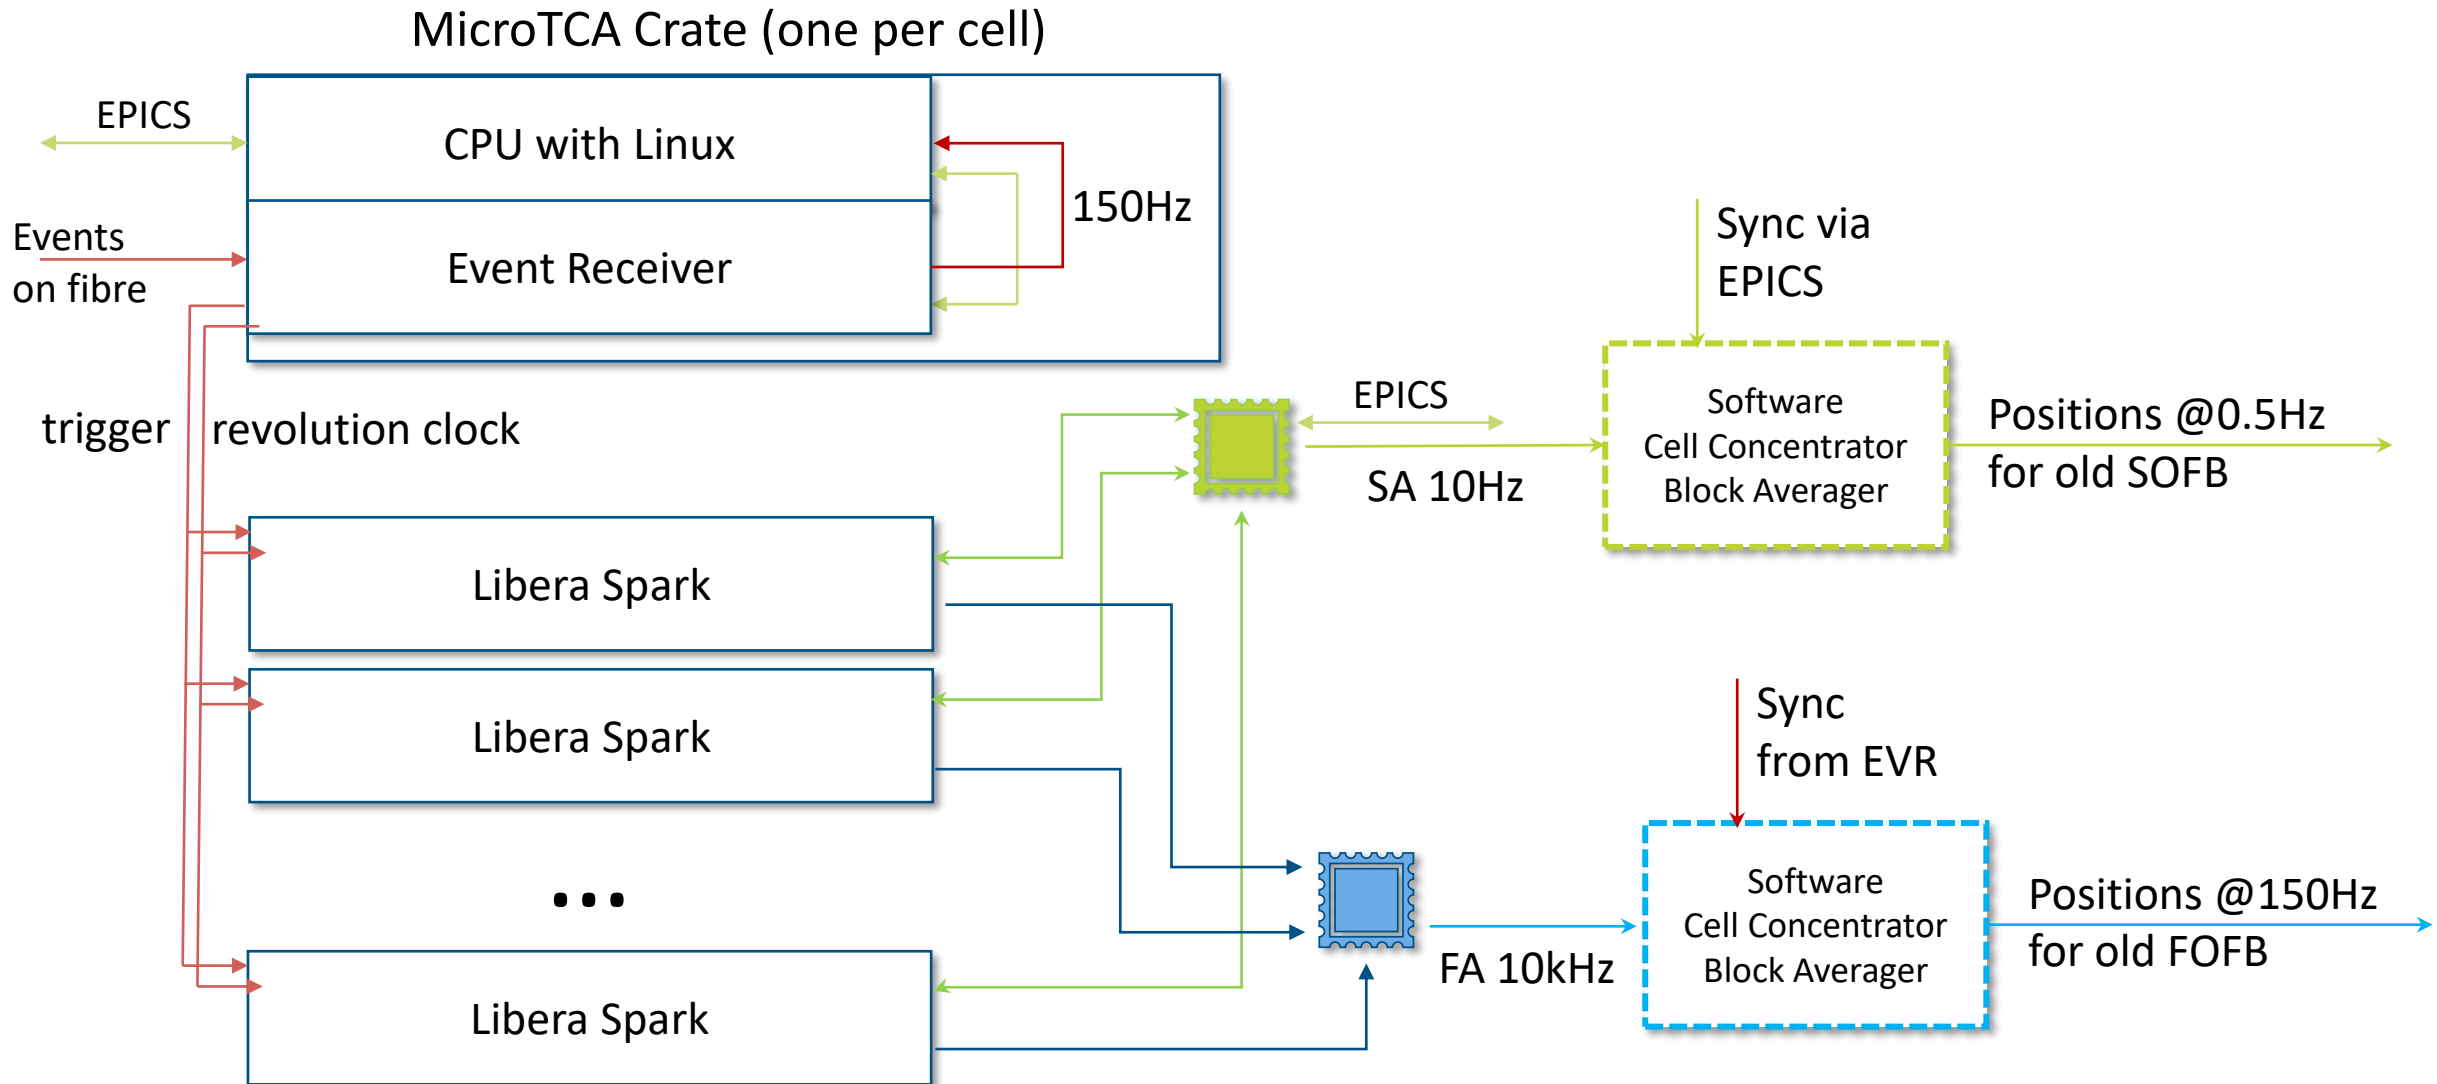 MicroTCA Crate (one per cell)
EPICS
CPU with Linux
150Hz
Events
on fibre
Event Receiver
Sync via
EPICS
trigger
revolution clock
EPICS
SA 10Hz
Software
Cell Concentrator
Block Averager
Positions @0.5Hz
for old SOFB
Libera Spark
Libera Spark
...
Libera Spark
Sync
from EVR
FA 10kHz
Software
Cell Concentrator
Block Averager
Positions @150Hz
for old FOFB